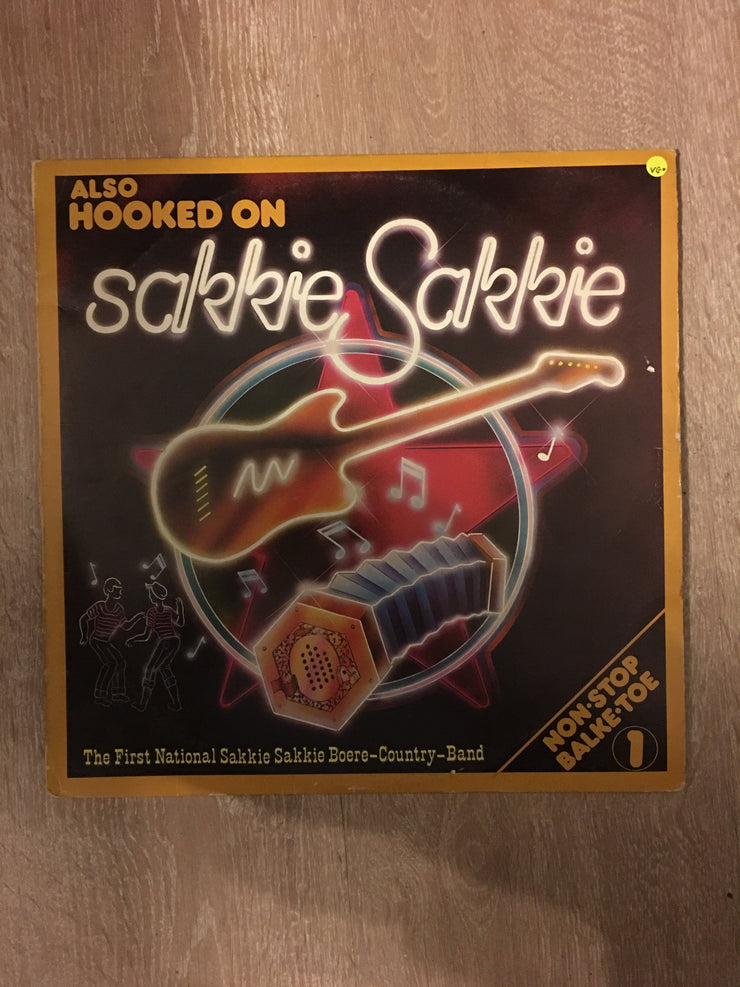 ALSO
HOOKED ON
sakkie Sakkie
The First National Sakkie Sakkie Boere-Country-Band
NON·STOP
BALKE·TOE
1
VG+